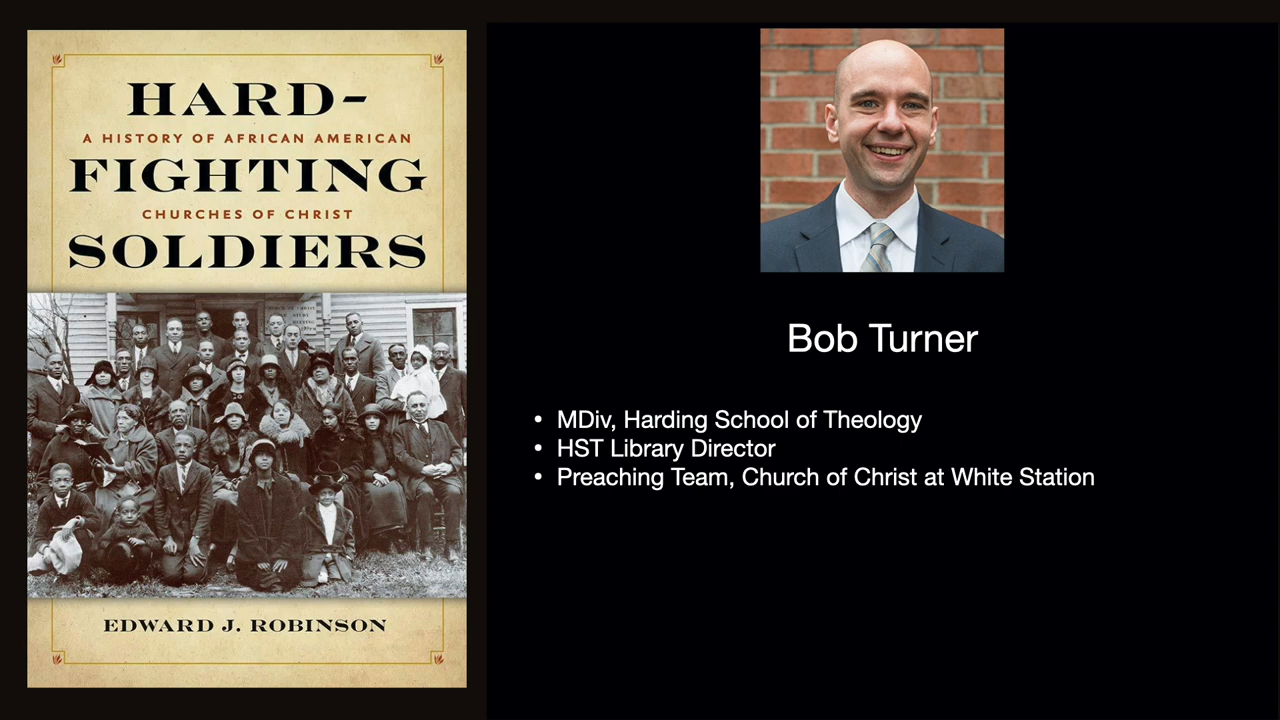 HARD-
A HISTORY OF AFRICAN AMERICAN
FIGHTING
CHURCHES OF CHRIST
SOLDIERS
EDWARD J. ROBINSON
Bob Turner
• MDiv, Harding School of Theology
• HST Library Director
• Preaching Team, Church of Christ at White Station